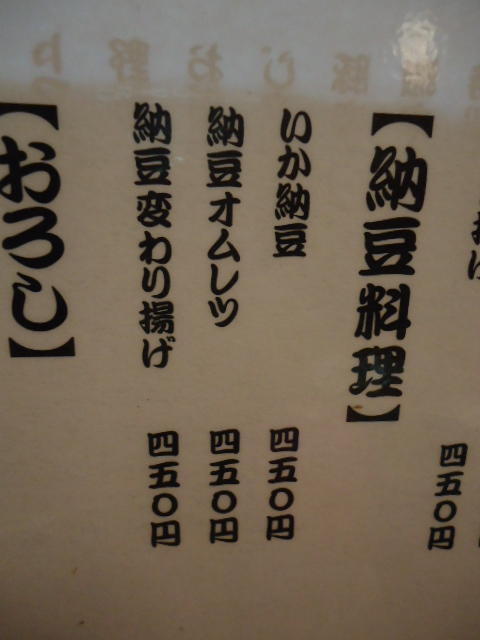 揚げ
四五〇円
【納豆料理】
いか納豆 四五〇円
納豆オムレツ 四五〇円
納豆変わり揚げ 四五〇円
【おろし】